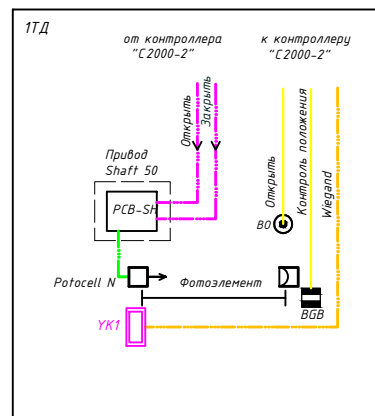 1ТД
от контроллера
"С2000-2"
к контроллеру
"С2000-2"
Открыть
Закрыть
Открыть
Контроль положения
Wiegand
Привод
Shaft 50
PCB-SH
ВО
Potocell N
Фотоэлемент
YK1
BGB